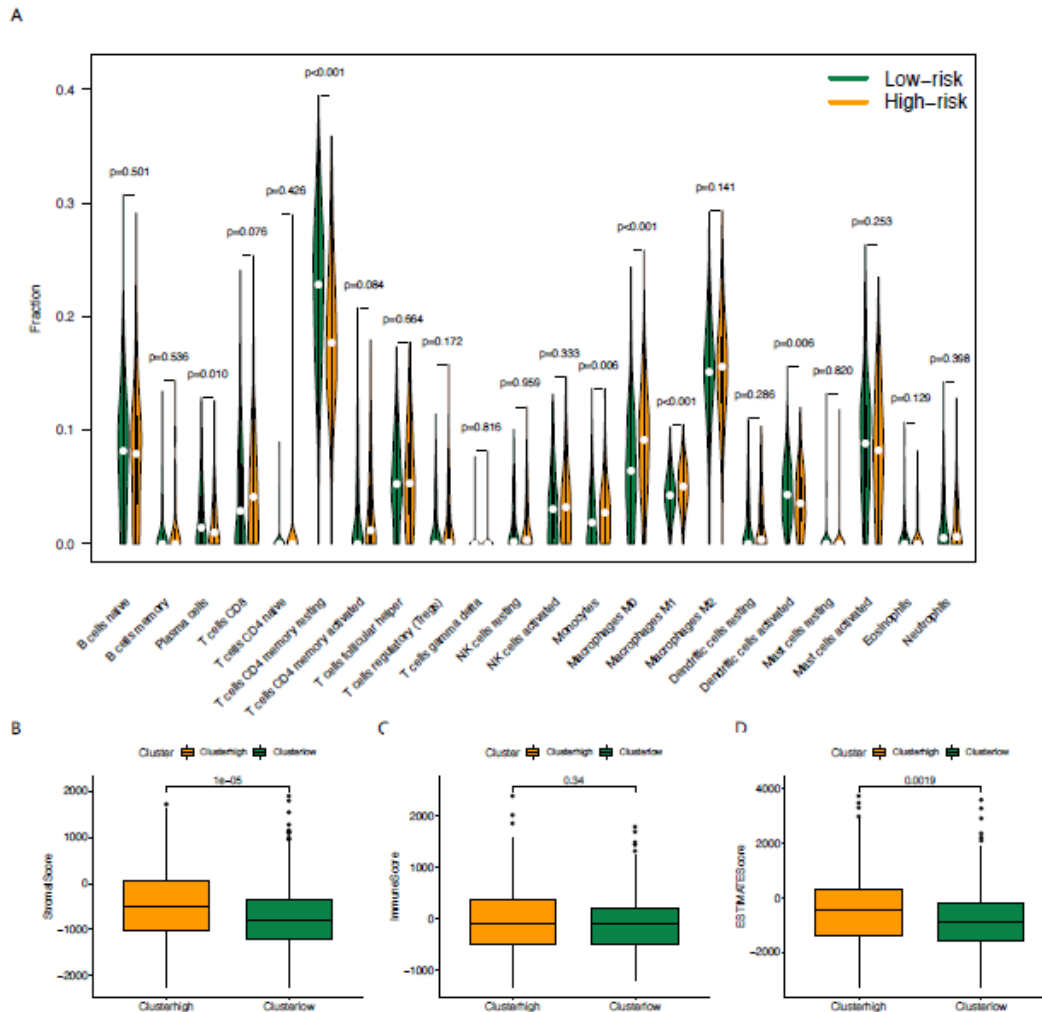 A
Low-risk
High-risk
Fraction
0.4
0.3
0.2
0.1
0.0
p=0.501
p=0.536
p=0.010
p=0.076
p=0.426
p<0.001
p=0.084
p=0.664
p=0.172
p=0.816
p=0.959
p=0.333
p=0.006
p<0.001
p<0.001
p=0.141
p=0.286
p=0.006
p=0.820
p=0.253
p=0.129
p=0.398
B cells naive
B cells memory
Plasma cells
T cells CD8
T cells CD4 naive
T cells CD4 memory resting
T cells CD4 memory activated
T cells follicular helper
T cells regulatory (Tregs)
T cells gamma delta
NK cells resting
NK cells activated
Monocytes
Macrophages M0
Macrophages M1
Macrophages M2
Dendritic cells resting
Dendritic cells activated
Mast cells resting
Mast cells activated
Eosinophils
Neutrophils
B
Cluster Clusterhigh Clusterlow
1e-05
StromalScore
2000
1000
0
-1000
-2000
Clusterhigh Clusterlow
C
Cluster Clusterhigh Clusterlow
0.34
ImmuneScore
2000
1000
0
-1000
Clusterhigh Clusterlow
D
Cluster Clusterhigh Clusterlow
0.0019
ESTIMATEScore
4000
2000
0
-2000
Clusterhigh Clusterlow